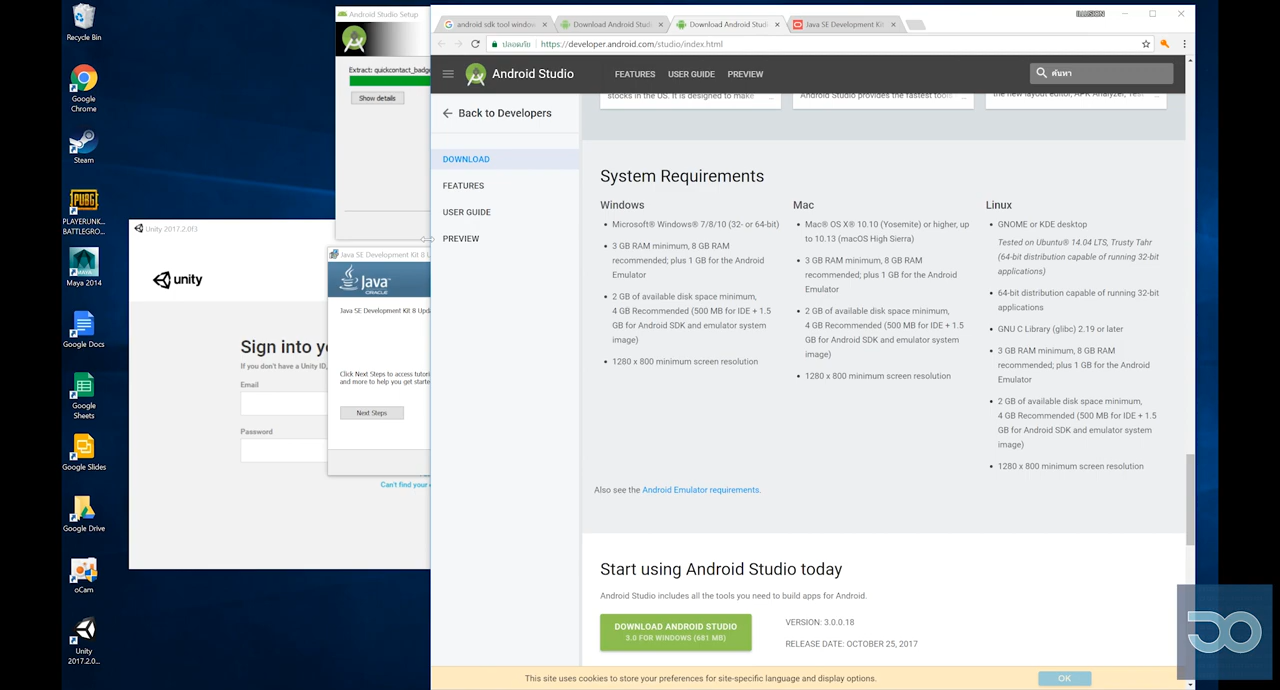 Recycle Bin
Google
Chrome
Steam
PLAYERUNK...
BATTLEGRO...
PUBG
Maya 2014
Google Docs
Google
Sheets
Google Slides
Google Drive
oCam
Unity
2017.2.0...
Android Studio Setup
Extract: quickcontact_badg
Show details
Unity 2017.2.0f3
unity
Sign into yo
If you don't have a Unity ID,
Email
Password
Can't find your
Java SE Development Kit 8 U
Java
ORACLE
Java SE Development Kit 8 Upda
Click Next Steps to access tutori
and more to help you get starte
Next Steps
android sdk tool window
Download Android Studi
Download Android Studi
Java SE Development Kit
ILLUSION
ปลอดภัย
https://developer.android.com/studio/index.html
Android Studio
FEATURES
USER GUIDE
PREVIEW
ค้นหา
stocks in the US. It is designed to make
Android Studio provides the fastest tools
the new layout editor, APK Analyzer,
Back to Developers
DOWNLOAD
FEATURES
USER GUIDE
PREVIEW
System Requirements
Windows
• Microsoft® Windows® 7/8/10 (32- or 64-bit)
• 3 GB RAM minimum, 8 GB RAM
recommended; plus 1 GB for the Android
Emulator
• 2 GB of available disk space minimum,
4 GB Recommended (500 MB for IDE + 1.5
GB for Android SDK and emulator system
image)
• 1280 x 800 minimum screen resolution
Mac
• Mac® OS X® 10.10 (Yosemite) or higher, up
to 10.13 (macOS High Sierra)
• 3 GB RAM minimum, 8 GB RAM
recommended; plus 1 GB for the Android
Emulator
• 2 GB of available disk space minimum,
4 GB Recommended (500 MB for IDE + 1.5
GB for Android SDK and emulator system
image)
• 1280 x 800 minimum screen resolution
Linux
• GNOME or KDE desktop
Tested on Ubuntu® 14.04 LTS, Trusty Tahr
(64-bit distribution capable of running 32-bit
applications)
• 64-bit distribution capable of running 32-bit
applications
• GNU C Library (glibc) 2.19 or later
• 3 GB RAM minimum, 8 GB RAM
recommended; plus 1 GB for the Android
Emulator
• 2 GB of available disk space minimum,
4 GB Recommended (500 MB for IDE + 1.5
GB for Android SDK and emulator system
image)
• 1280 x 800 minimum screen resolution
Also see the Android Emulator requirements.
Start using Android Studio today
Android Studio includes all the tools you need to build apps for Android.
DOWNLOAD ANDROID STUDIO
3.0 FOR WINDOWS (681 MB)
VERSION: 3.0.0.18
RELEASE DATE: OCTOBER 25, 2017
This site uses cookies to store your preferences for site-specific language and display options.
OK